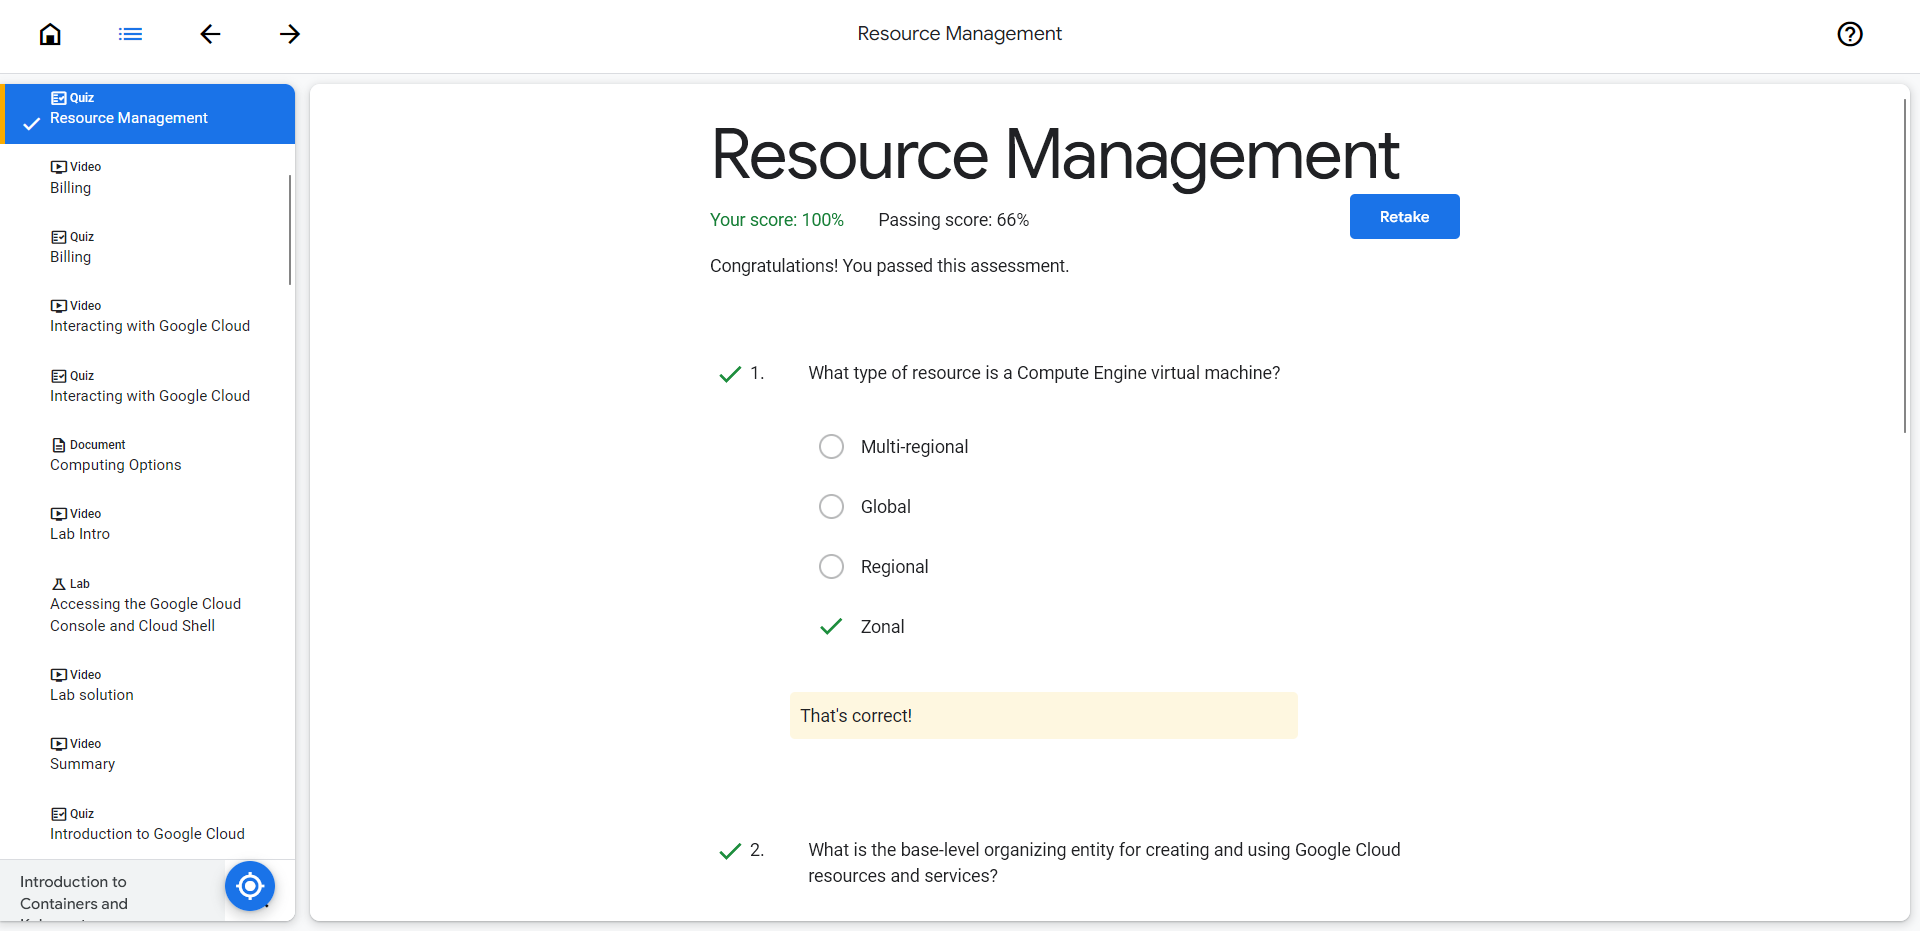 Resource Management
Quiz
Resource Management
Video
Billing
Quiz
Billing
Video
Interacting with Google Cloud
Quiz
Interacting with Google Cloud
Document
Computing Options
Video
Lab Intro
Lab
Accessing the Google Cloud
Console and Cloud Shell
Video
Lab solution
Video
Summary
Quiz
Introduction to Google Cloud
Introduction to
Containers and
Resource Management
Your score: 100% Passing score: 66%
Retake
Congratulations! You passed this assessment.
1. What type of resource is a Compute Engine virtual machine?
Multi-regional
Global
Regional
Zonal
That's correct!
2. What is the base-level organizing entity for creating and using Google Cloud
resources and services?